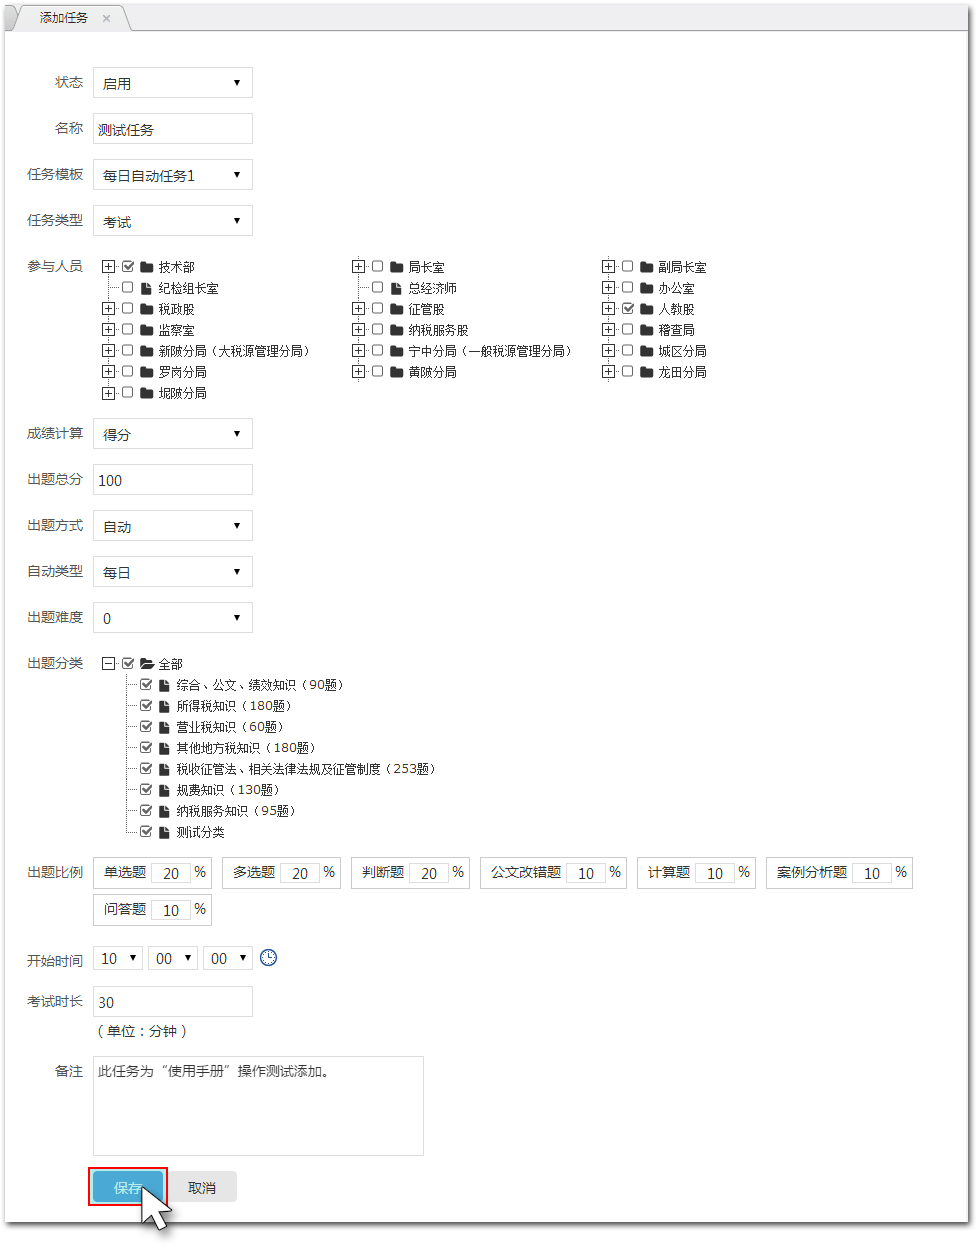 添加任务 ×
状态 启用
名称 测试任务
任务模板 每日自动任务1
任务类型 考试
参与人员 技术部 局长室 副局长室
纪检组长室 总经济师 办公室
税政股 征管股 人教股
监察室 纳税服务股 稽查局
新陂分局（大税源管理分局） 宁中分局（一般税源管理分局） 城区分局
罗岗分局 黄陂分局 龙田分局
坭陂分局
成绩计算 得分
出题总分 100
出题方式 自动
自动类型 每日
出题难度 0
出题分类 全部
综合、公文、绩效知识（90题）
所得税知识（180题）
营业税知识（60题）
其他地方税知识（180题）
税收征管法、相关法律法规及征管制度（253题）
规费知识（130题）
纳税服务知识（95题）
测试分类
出题比例 单选题 20 % 多选题 20 % 判断题 20 % 公文改错题 10 % 计算题 10 % 案例分析题 10 %
问答题 10 %
开始时间 10 00 00
考试时长 30
（单位：分钟）
备注 此任务为“使用手册”操作测试添加。
保存 取消